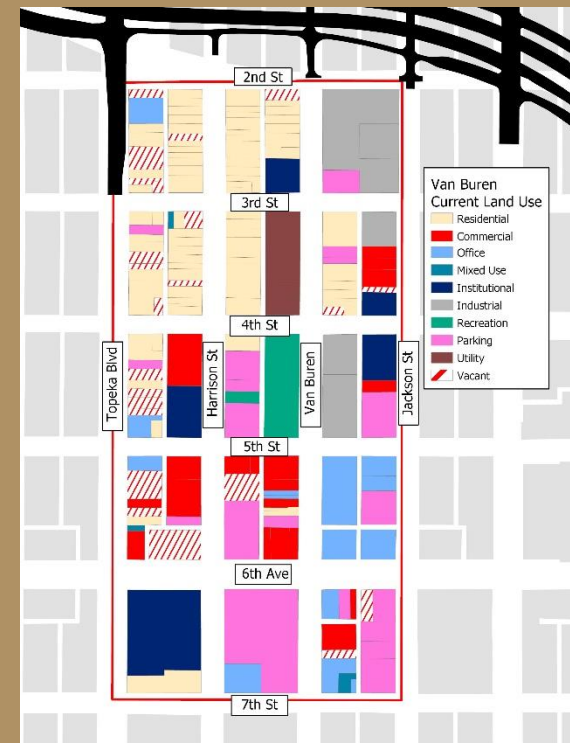 2nd St
3rd St
4th St
5th St
6th Ave
7th St
Topeka Blvd
Harrison St
Van Buren
Jackson St
Van Buren
Current Land Use
Residential
Commercial
Office
Mixed Use
Institutional
Industrial
Recreation
Parking
Utility
Vacant